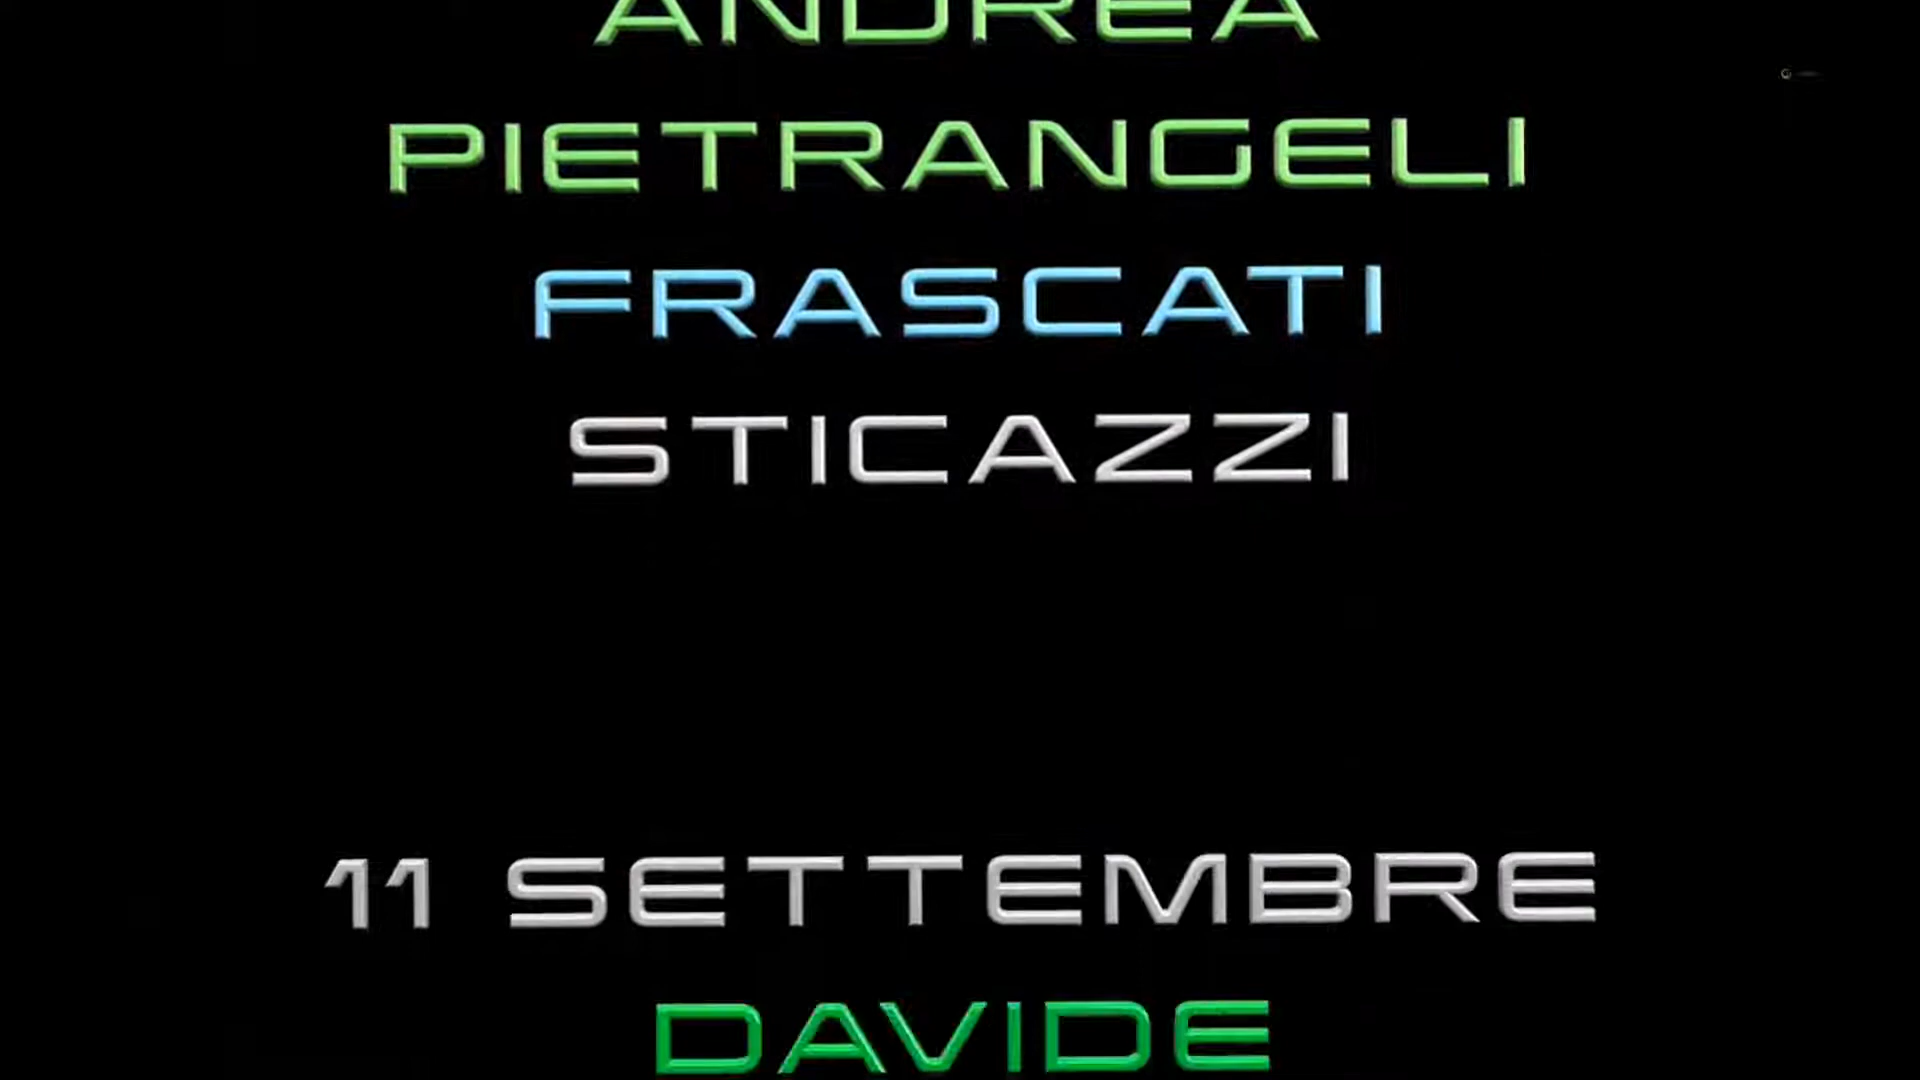 ANDREA
PIETRANGELI
FRASCATI
STICAZZI
11 SETTEMBRE
DAVIDE